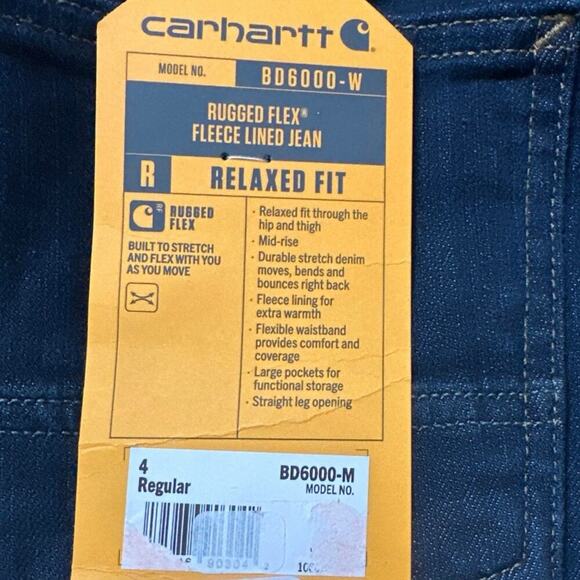 carhartt
MODEL NO. BD6000-W
RUGGED FLEX®
FLEECE LINED JEAN
R RELAXED FIT
RUGGED
FLEX
BUILT TO STRETCH
AND FLEX WITH YOU
AS YOU MOVE
· Relaxed fit through the
hip and thigh
· Mid-rise
· Durable stretch denim
moves, bends and
bounces right back
· Fleece lining for
extra warmth
· Flexible waistband
provides comfort and
coverage
· Large pockets for
functional storage
· Straight leg opening
4
Regular
BD6000-M
MODEL NO.
90304